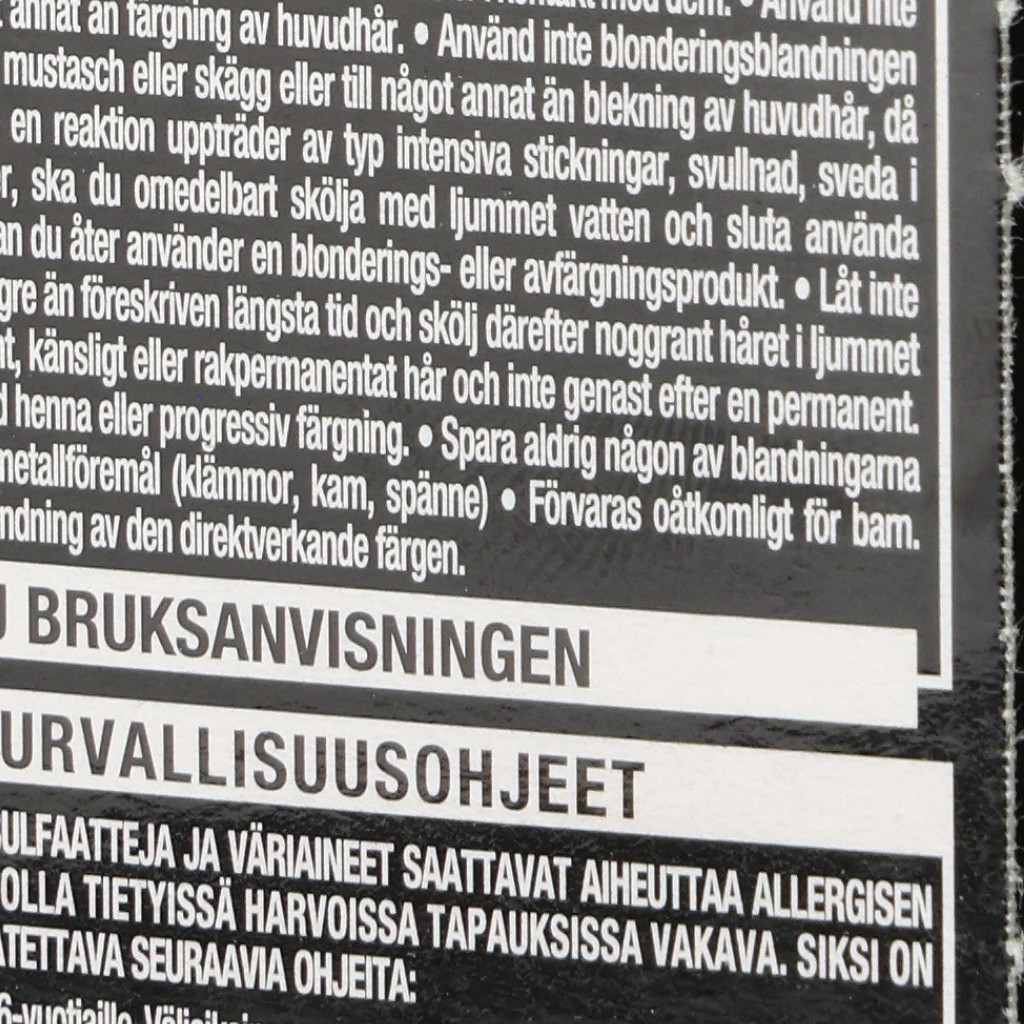 annat än färgning av huvudhår. • Använd inte blonderingsblandningen
mustasch eller skägg eller till något annat än blekning av huvudhår, då
en reaktion uppträder av typ intensiva stickningar, svullnad, sveda i
r, ska du omedelbart skölja med ljummet vatten och sluta använda
an du åter använder en blonderings- eller avfärgningsprodukt. • Låt inte
gre än föreskriven längsta tid och skölj därefter noggrant håret i ljummet
t, känsligt eller rakpermanentat hår och inte genast efter en permanent.
d henna eller progressiv färgning. • Spara aldrig någon av blandningarna
metallföremål (klämmor, kam, spänne) • Förvaras oåtkomligt för barn.
ndning av den direktverkande färgen.
U BRUKSANVISNINGEN
URVALLISUUSOHJEET
SULFAATTEJA JA VÄRIAINEET SAATTAVAT AIHEUTTAA ALLERGISEN
OLLA TIETYISSÄ HARVOISSA TAPAUKSISSA VAKAVA. SIKSI ON
ATETTAVA SEURAAVIA OHJEITA:
6-vuotiaille.